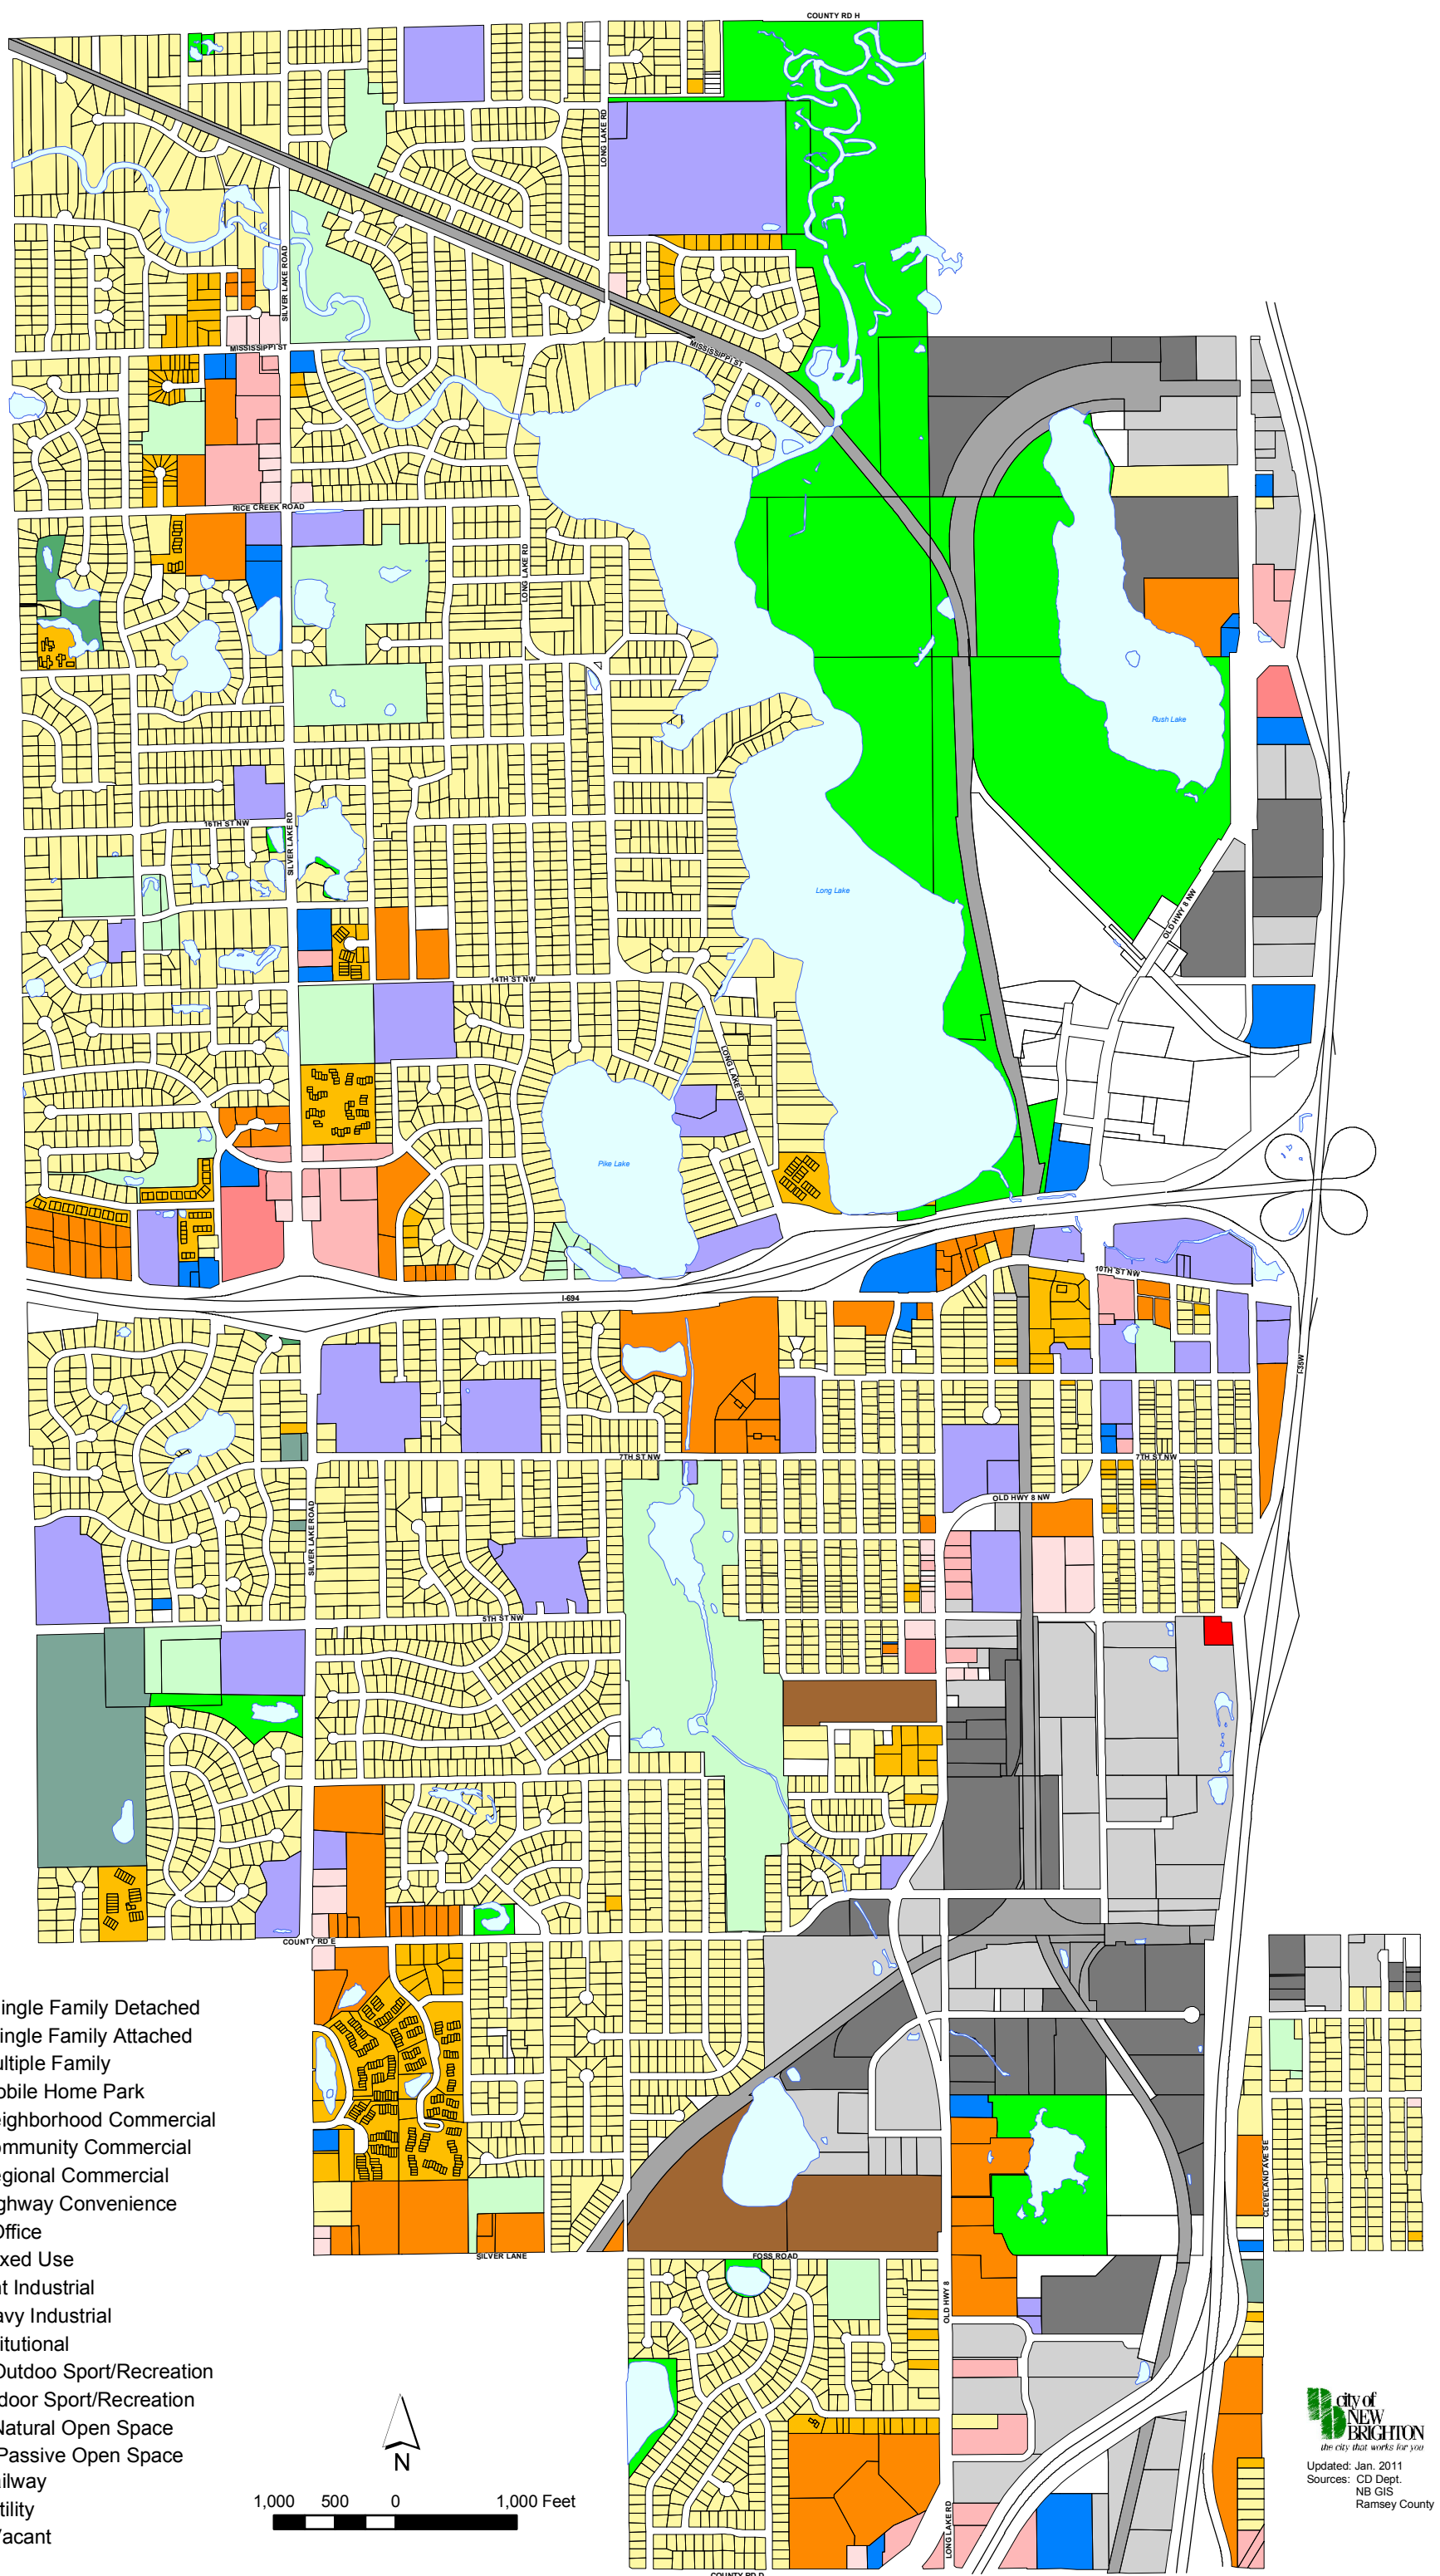 COUNTY RD H
LONG LAKE RD
SILVER LAKE ROAD
MISSISSIPPI ST
MISSISSIPPI ST
RICE CREEK ROAD
LONG LAKE RD
Rush Lake
16TH ST NW
SILVER LAKE RD
Long Lake
OLD HWY 8 NW
14TH ST NW
LONG LAKE RD
Pike Lake
10TH ST NW
I-694
I-35W
7TH ST NW
7TH ST NW
OLD HWY 8 NW
SILVER LAKE ROAD
5TH ST NW
COUNTY RD E
CLEVELAND AVE SE
SILVER LANE
FOSS ROAD
OLD HWY 8
LONG LAKE RD
COUNTY RD D
ingle Family Detached
ingle Family Attached
ultiple Family
obile Home Park
eighborhood Commercial
ommunity Commercial
egional Commercial
ighway Convenience
Office
ixed Use
ht Industrial
avy Industrial
titutional
Outdoo Sport/Recreation
door Sport/Recreation
Natural Open Space
Passive Open Space
ailway
tility
Vacant
N
1,000 500 0 1,000 Feet
city of
NEW
BRIGHTON
the city that works for you
Updated: Jan. 2011
Sources: CD Dept.
NB GIS
Ramsey County